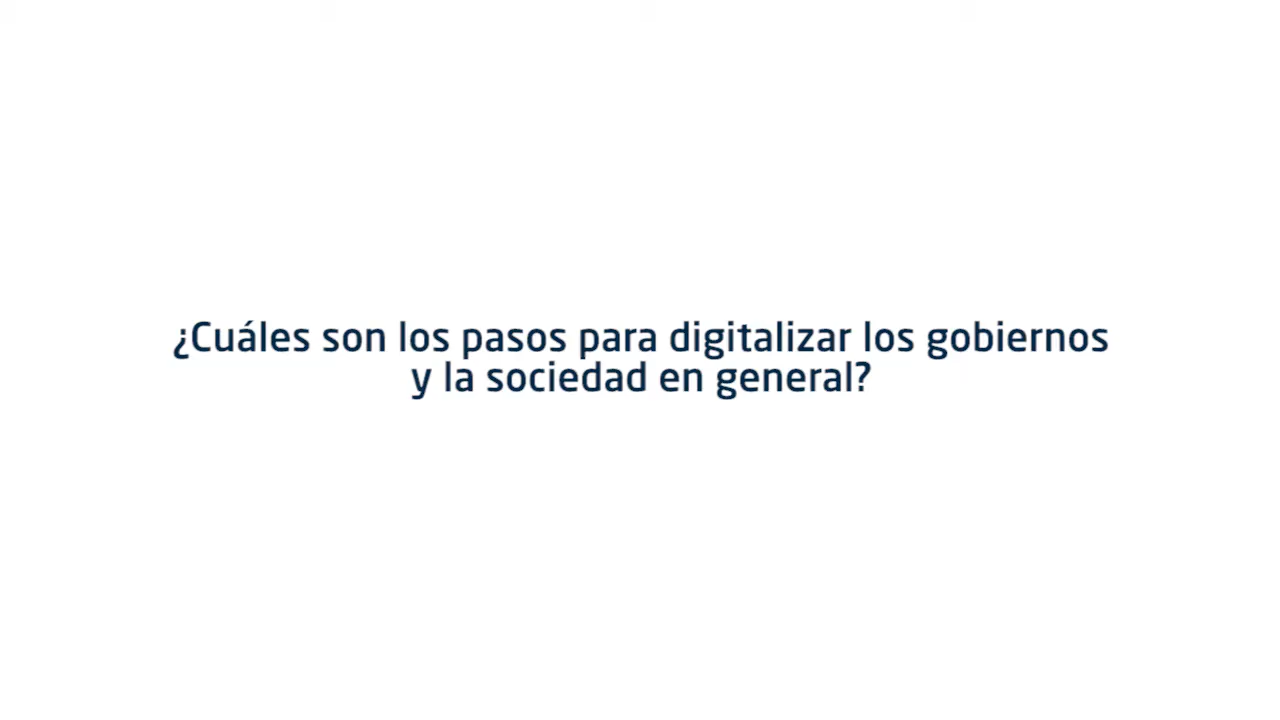 ¿Cuáles son los pasos para digitalizar los gobiernos
y la sociedad en general?